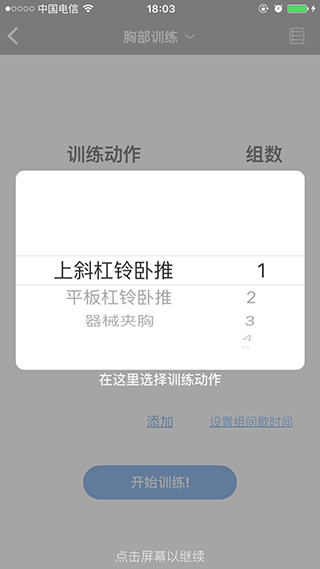 中国电信 18:03
胸部训练
训练动作 组数
上斜杠铃卧推 1
平板杠铃卧推 2
器械夹胸 3
4
在这里选择训练动作
添加 设置组间歇时间
开始训练!
点击屏幕以继续